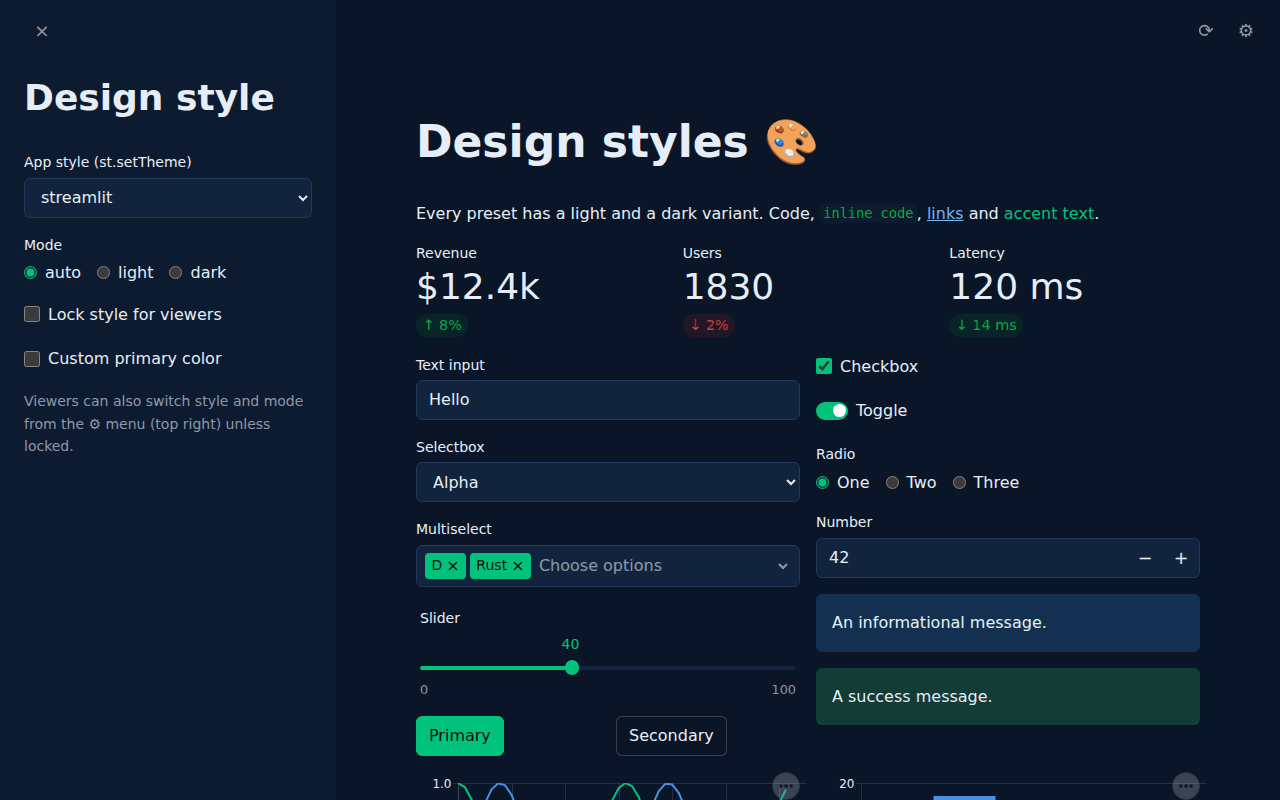 Design style
App style (st.setTheme)
streamlit
Mode
auto light dark
Lock style for viewers
Custom primary color
Viewers can also switch style and mode
from the ⚙ menu (top right) unless
locked.
Design styles 🎨
Every preset has a light and a dark variant. Code, inline code, links and accent text.
Revenue
$12.4k
↑ 8%
Users
1830
↓ 2%
Latency
120 ms
↓ 14 ms
Text input
Hello
Selectbox
Alpha
Multiselect
D × Rust × Choose options
Slider
40
0 100
Primary Secondary
Checkbox
Toggle
Radio
One Two Three
Number
42 − +
An informational message.
A success message.
1.0
20